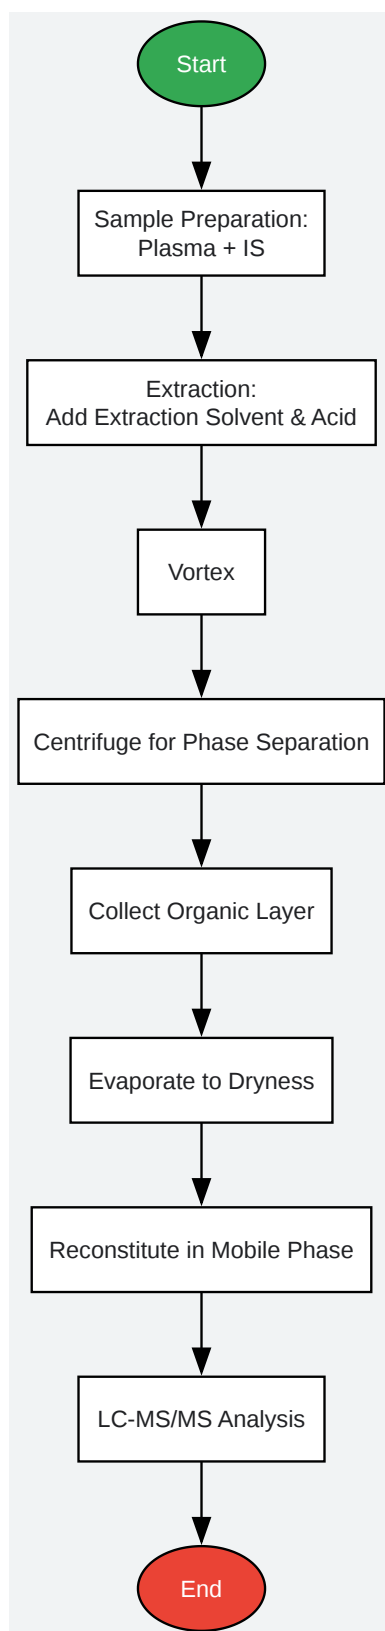 Start
Sample Preparation:
Plasma + IS
Extraction:
Add Extraction Solvent & Acid
Vortex
Centrifuge for Phase Separation
Collect Organic Layer
Evaporate to Dryness
Reconstitute in Mobile Phase
LC-MS/MS Analysis
End